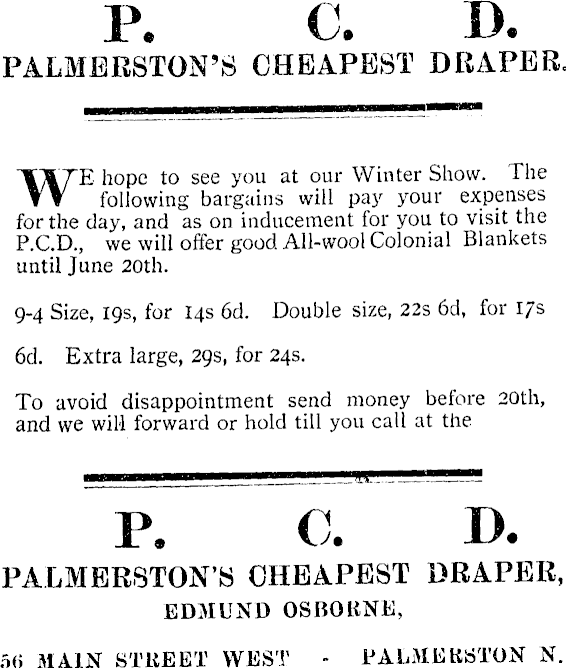 P. C. D.
PALMERSTON'S CHEAPEST DRAPER.
WE hope to see you at our Winter Show. The
following bargains will pay your expenses
for the day, and as on inducement for you to visit the
P.C.D., we will offer good All-wool Colonial Blankets
until June 20th.
9-4 Size, 19s, for 14s 6d. Double size, 22s 6d, for 17s
6d. Extra large, 29s, for 24s.
To avoid disappointment send money before 20th,
and we will forward or hold till you call at the
P. C. D.
PALMERSTON'S CHEAPEST DRAPER,
EDMUND OSBORNE,
56 MAIN STREET WEST - PALMERSTON N.